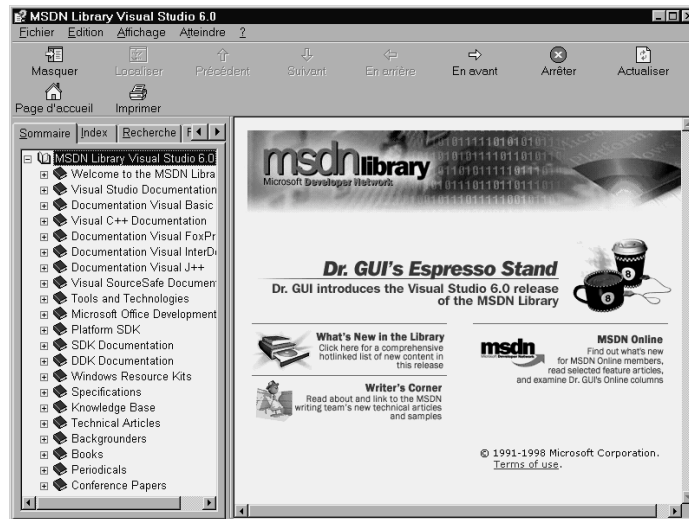 MSDN Library Visual Studio 6.0
Fichier Edition Affichage Atteindre ?
Masquer Localiser Précédent Suivant En arrière En avant Arrêter Actualiser
Page d'accueil Imprimer
Sommaire Index Recherche F
MSDN Library Visual Studio 6.0
Welcome to the MSDN Libra
Visual Studio Documentation
Documentation Visual Basic
Visual C++ Documentation
Documentation Visual FoxPr
Documentation Visual InterD
Documentation Visual J++
Visual SourceSafe Documen
Tools and Technologies
Microsoft Office Development
Platform SDK
SDK Documentation
DDK Documentation
Windows Resource Kits
Specifications
Knowledge Base
Technical Articles
Backgrounders
Books
Periodicals
Conference Papers
msdn library
Microsoft Developer Network
Dr. GUI's Espresso Stand
Dr. GUI introduces the Visual Studio 6.0 release
of the MSDN Library
What's New in the Library
Click here for a comprehensive
hotlinked list of new content in
this release
Writer's Corner
Read about and link to the MSDN
writing team's new technical articles
and samples
msdn
MSDN Online
Find out what's new
for MSDN Online members,
read selected feature articles,
and examine Dr. GUI's Online columns
© 1991-1998 Microsoft Corporation.
Terms of use.